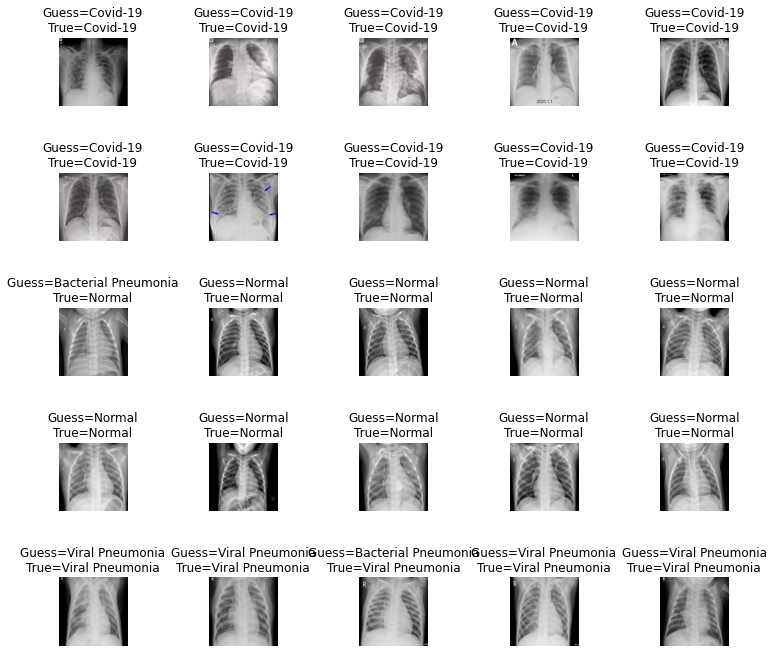 Guess=Covid-19 Guess=Covid-19 Guess=Covid-19 Guess=Covid-19 Guess=Covid-19
True=Covid-19 True=Covid-19 True=Covid-19 True=Covid-19 True=Covid-19
A
2020.1.1
Guess=Covid-19 Guess=Covid-19 Guess=Covid-19 Guess=Covid-19 Guess=Covid-19
True=Covid-19 True=Covid-19 True=Covid-19 True=Covid-19 True=Covid-19
Guess=Bacterial Pneumonia Guess=Normal Guess=Normal Guess=Normal Guess=Normal
True=Normal True=Normal True=Normal True=Normal True=Normal
Guess=Normal Guess=Normal Guess=Normal Guess=Normal Guess=Normal
True=Normal True=Normal True=Normal True=Normal True=Normal
Guess=Viral Pneumonia Guess=Viral Pneumonia Guess=Bacterial Pneumonia Guess=Viral Pneumonia Guess=Viral Pneumonia
True=Viral Pneumonia True=Viral Pneumonia True=Viral Pneumonia True=Viral Pneumonia True=Viral Pneumonia
R